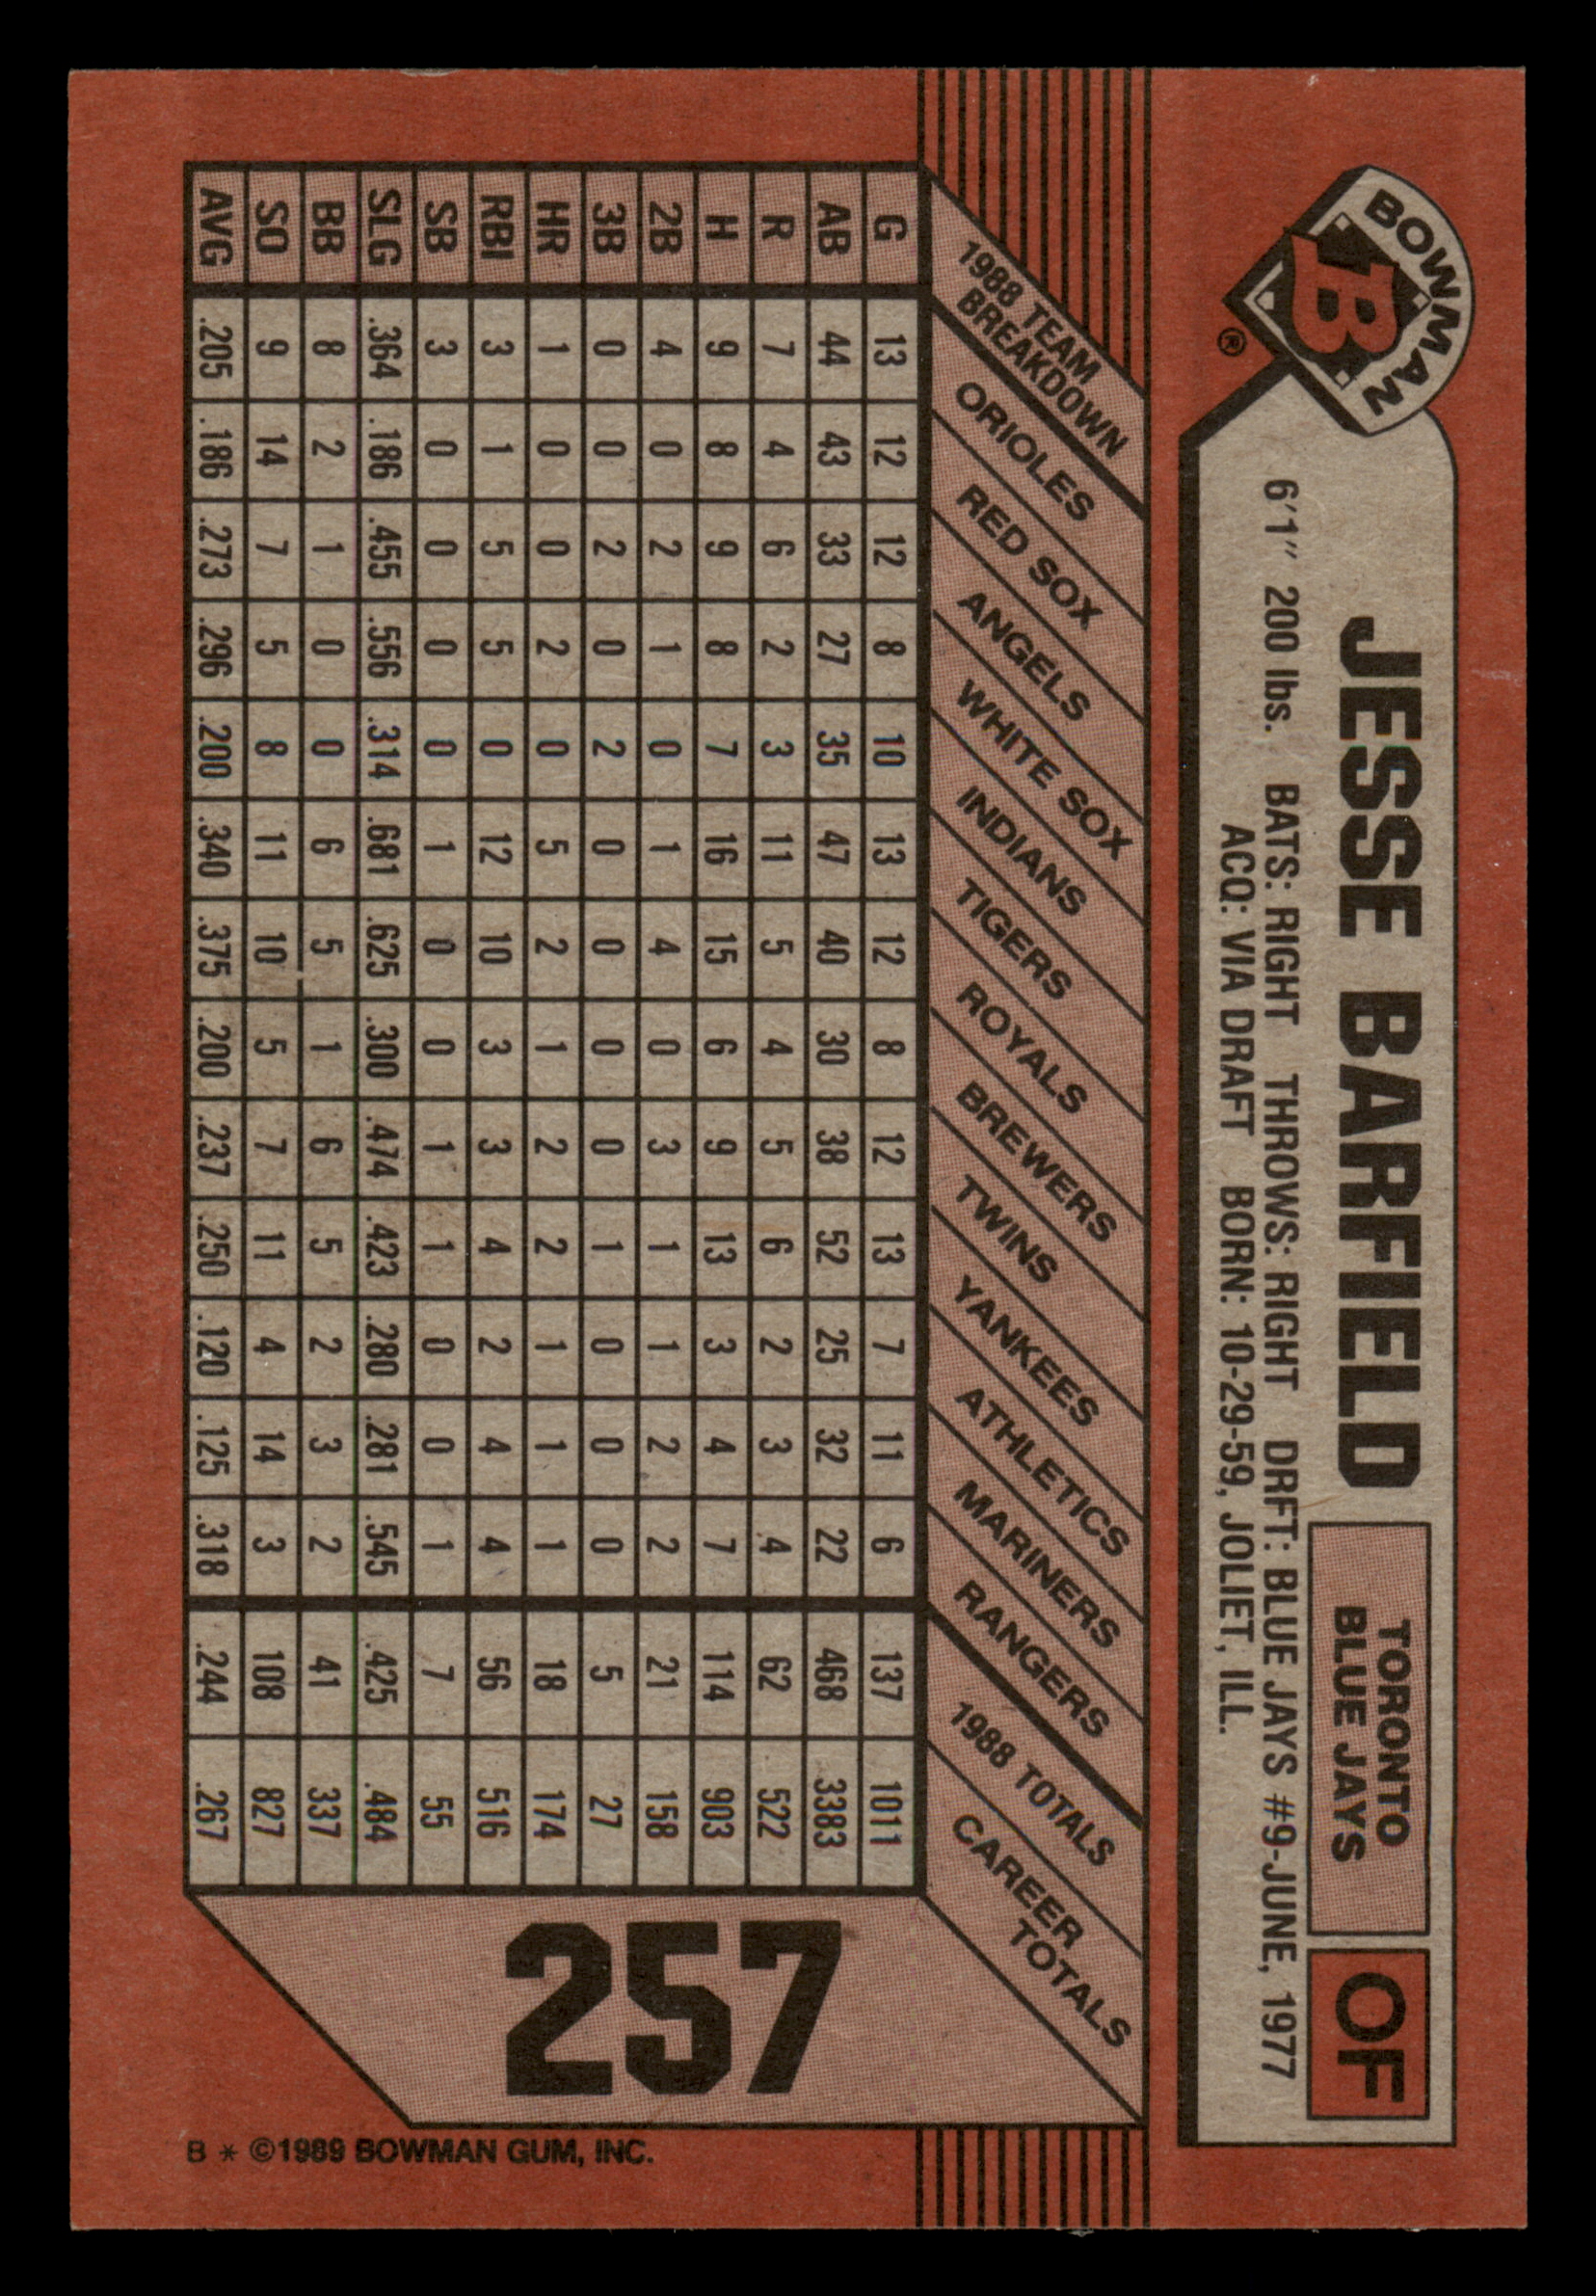 BOWMAN
B
®
JESSE BARFIELD
TORONTO
BLUE JAYS
OF
6'1" 200 lbs. BATS: RIGHT THROWS: RIGHT DRFT: BLUE JAYS #9-JUNE, 1977
ACQ: VIA DRAFT BORN: 10-29-59, JOLIET, ILL.
1988 TEAM
BREAKDOWN
ORIOLES
RED SOX
ANGELS
WHITE SOX
INDIANS
TIGERS
ROYALS
BREWERS
TWINS
YANKEES
ATHLETICS
MARINERS
RANGERS
1988 TOTALS
CAREER
TOTALS
G 13 12 12 8 10 13 12 8 12 13 7 11 6 137 1011
AB 44 43 33 27 35 47 40 30 38 52 25 32 22 468 3383
R 7 4 6 2 3 11 5 4 5 6 2 3 4 62 522
H 9 8 9 8 7 16 15 6 9 13 3 4 7 114 903
2B 4 0 2 1 0 1 4 0 3 1 1 2 2 21 158
3B 0 0 2 0 2 0 0 0 0 1 0 0 0 5 27
HR 1 0 0 2 0 5 2 1 2 2 1 1 1 18 174
RBI 3 1 5 5 0 12 10 3 3 4 2 4 4 56 516
SB 3 0 0 0 0 1 0 0 1 1 0 0 1 7 55
SLG .364 .186 .455 .556 .314 .681 .625 .300 .474 .423 .280 .281 .545 .425 .484
BB 8 2 1 0 0 6 5 1 6 5 2 3 2 41 337
SO 9 14 7 5 8 11 10 5 7 11 4 14 3 108 827
AVG .205 .186 .273 .296 .200 .340 .375 .200 .237 .250 .120 .125 .318 .244 .267
257
B * ©1989 BOWMAN GUM, INC.